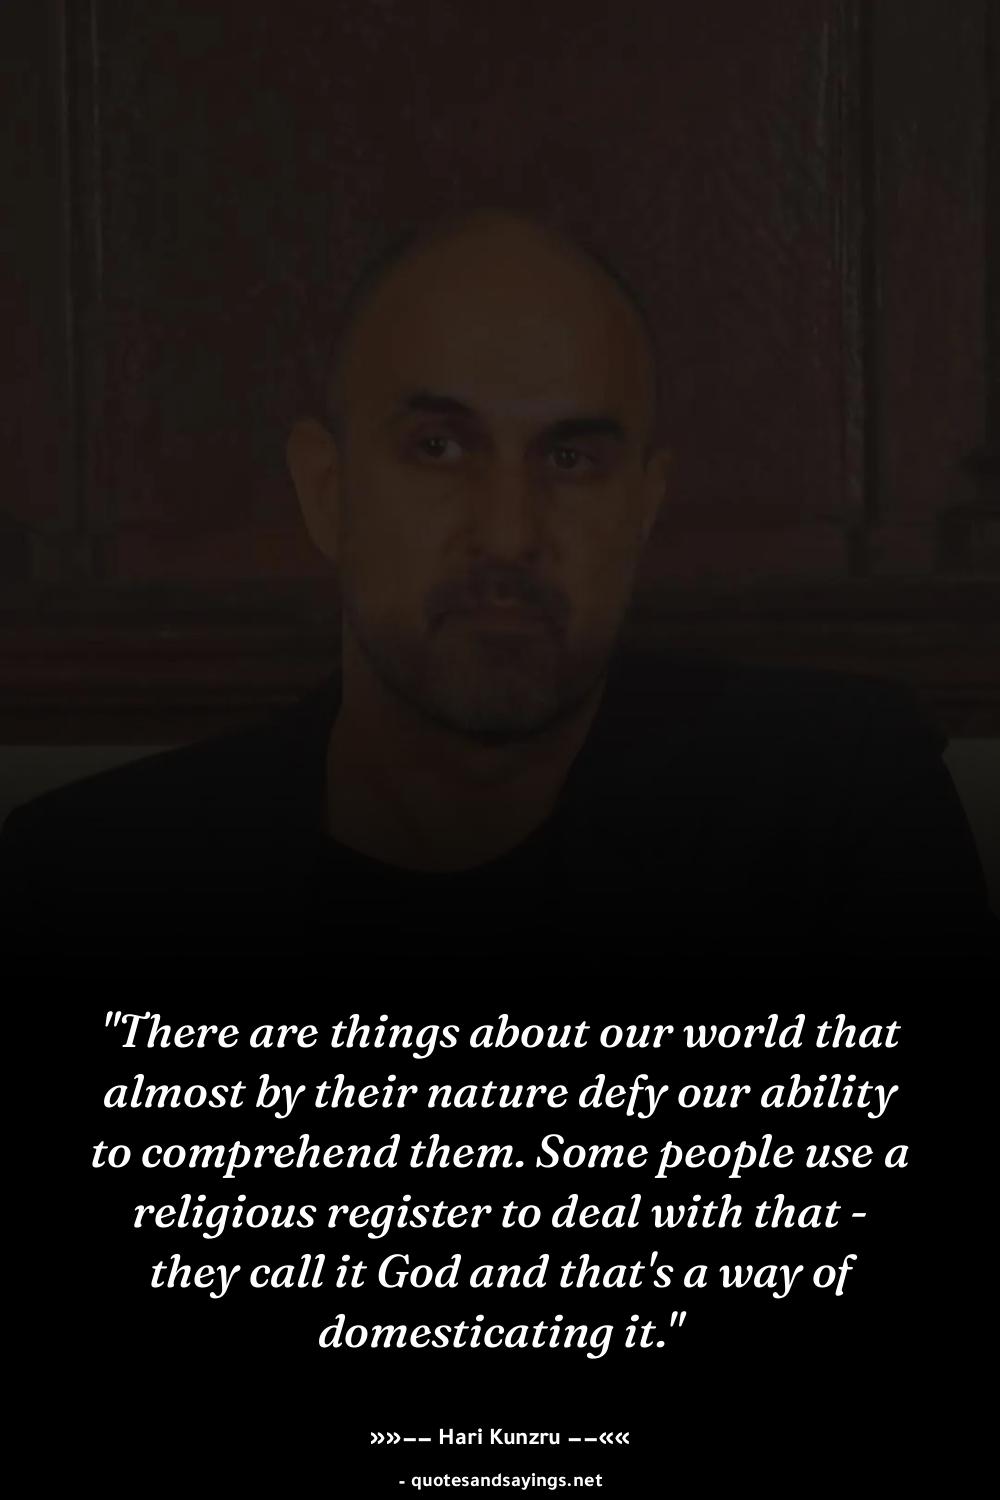 "There are things about our world that
almost by their nature defy our ability
to comprehend them. Some people use a
religious register to deal with that -
they call it God and that's a way of
domesticating it."
»»–– Hari Kunzru ––««
- quotesandsayings.net